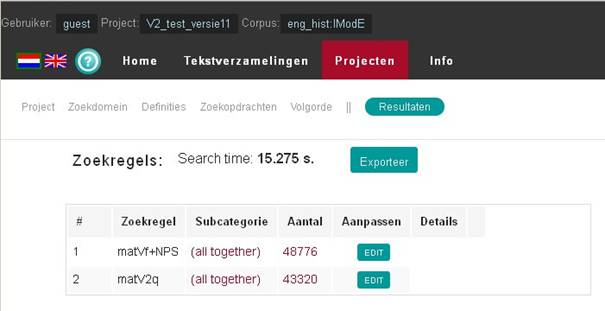 Gebruiker: guest Project: V2_test_versie11 Corpus: eng_hist:lModE
? Home Tekstverzamelingen Projecten Info
Project Zoekdomein Definities Zoekopdrachten Volgorde || Resultaten
Zoekregels: Search time: 15.275 s. Exporteer
# Zoekregel Subcategorie Aantal Aanpassen Details
1 matVf+NPS (all together) 48776 EDIT
2 matV2q (all together) 43320 EDIT